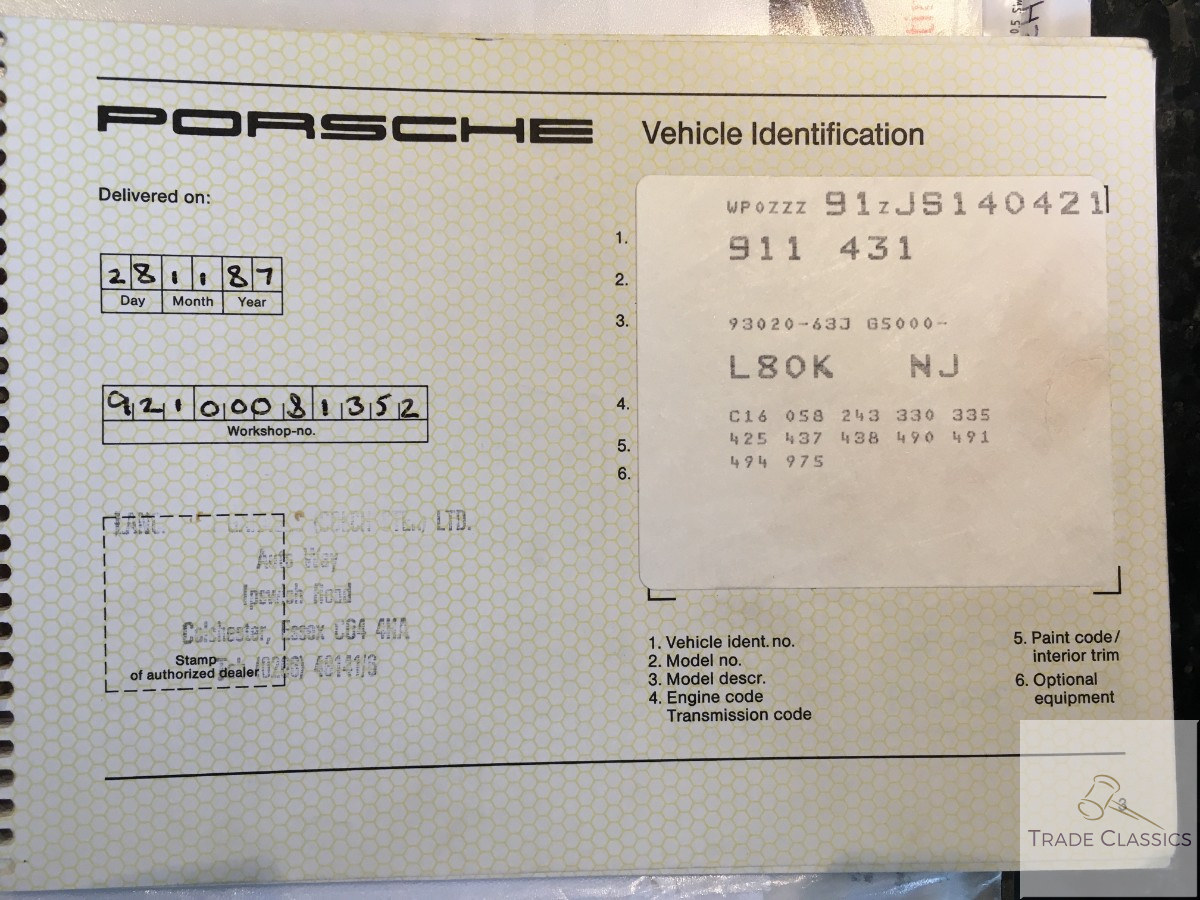 PORSCHE
Vehicle Identification
Delivered on:
28 11 87
Day Month Year
921 0008 1352
Workshop-no.
LTD.
Auto Way
Ipswich Road
Colchester, Essex CO4 4HA
Stamp
of authorized dealer
1.
2.
3.
4.
5.
6.
WP0ZZZ 91ZJS140421
911 431
93020-63J G5000-
L80K NJ
C16 058 243 330 335
425 437 438 490 491
494 975
1. Vehicle ident. no.
2. Model no.
3. Model descr.
4. Engine code
Transmission code
5. Paint code/
interior trim
6. Optional
equipment
3
TRADE CLASSICS